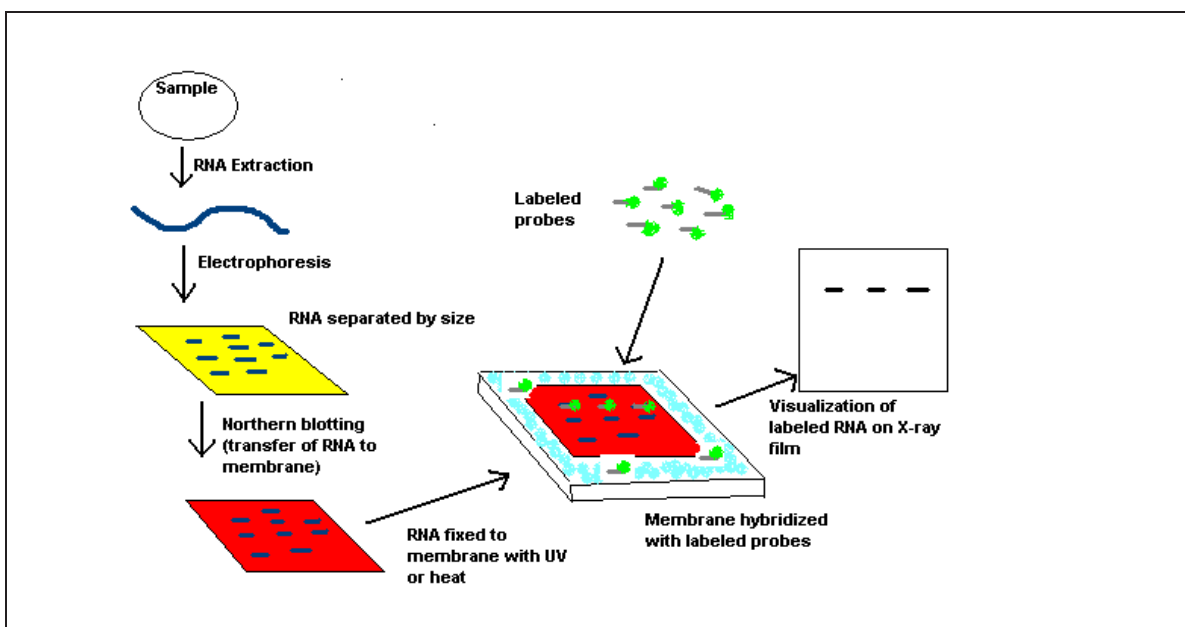 Sample
RNA Extraction
Electrophoresis
RNA separated by size
Northern blotting
(transfer of RNA to
membrane)
RNA fixed to
membrane with UV
or heat
Labeled
probes
Membrane hybridized
with labeled probes
Visualization of
labeled RNA on X-ray
film